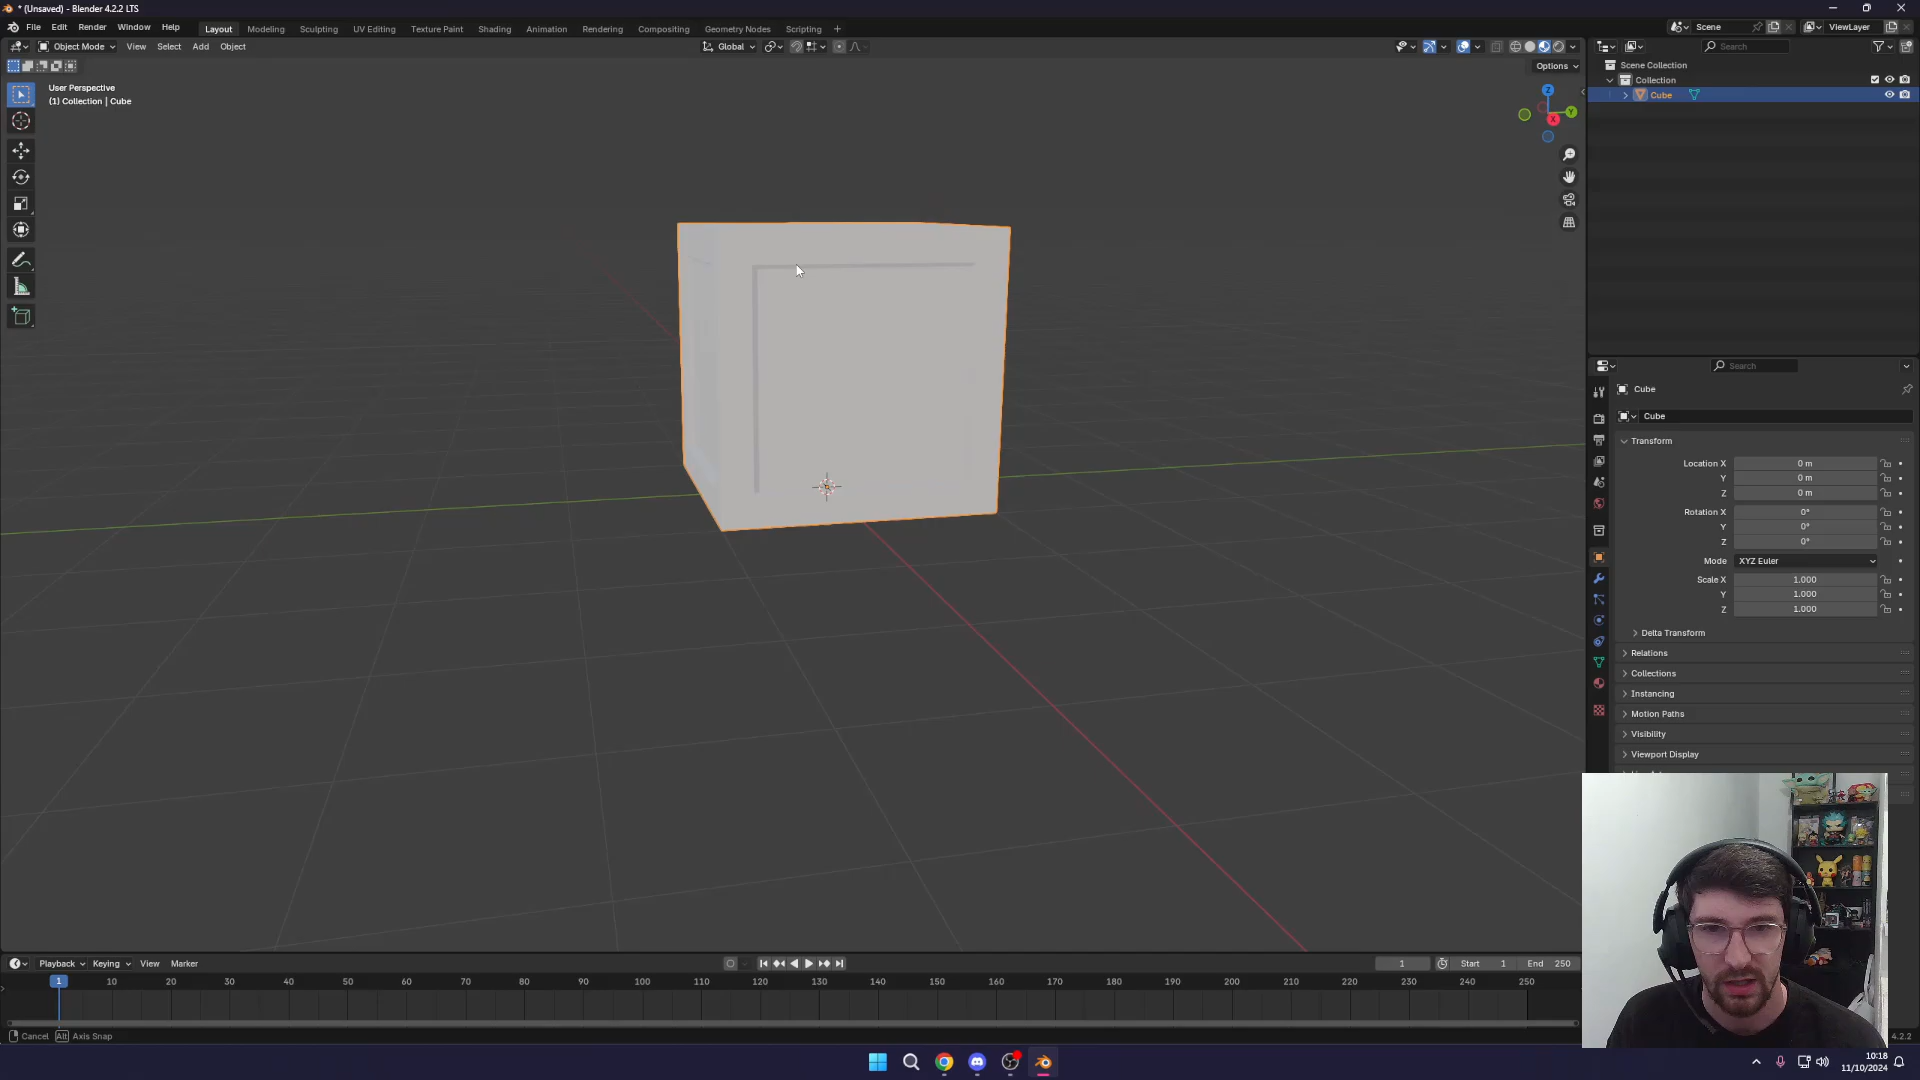 * (Unsaved) - Blender 4.2.2 LTS
File Edit Render Window Help Layout Modeling Sculpting UV Editing Texture Paint Shading Animation Rendering Compositing Geometry Nodes Scripting + Scene ViewLayer
Object Mode View Select Add Object Global Search
Options
User Perspective
(1) Collection | Cube
Z
Y
X
Scene Collection
Collection
Cube
Search
Cube
Cube
Transform
Location X 0 m
Y 0 m
Z 0 m
Rotation X 0°
Y 0°
Z 0°
Mode XYZ Euler
Scale X 1.000
Y 1.000
Z 1.000
Delta Transform
Relations
Collections
Instancing
Motion Paths
Visibility
Viewport Display
Playback Keying View Marker 1 Start 1 End 250
1 10 20 30 40 50 60 70 80 90 100 110 120 130 140 150 160 170 180 190 200 210 220 230 240 250
Cancel Alt Axis Snap 4.2.2
10:18
11/10/2024